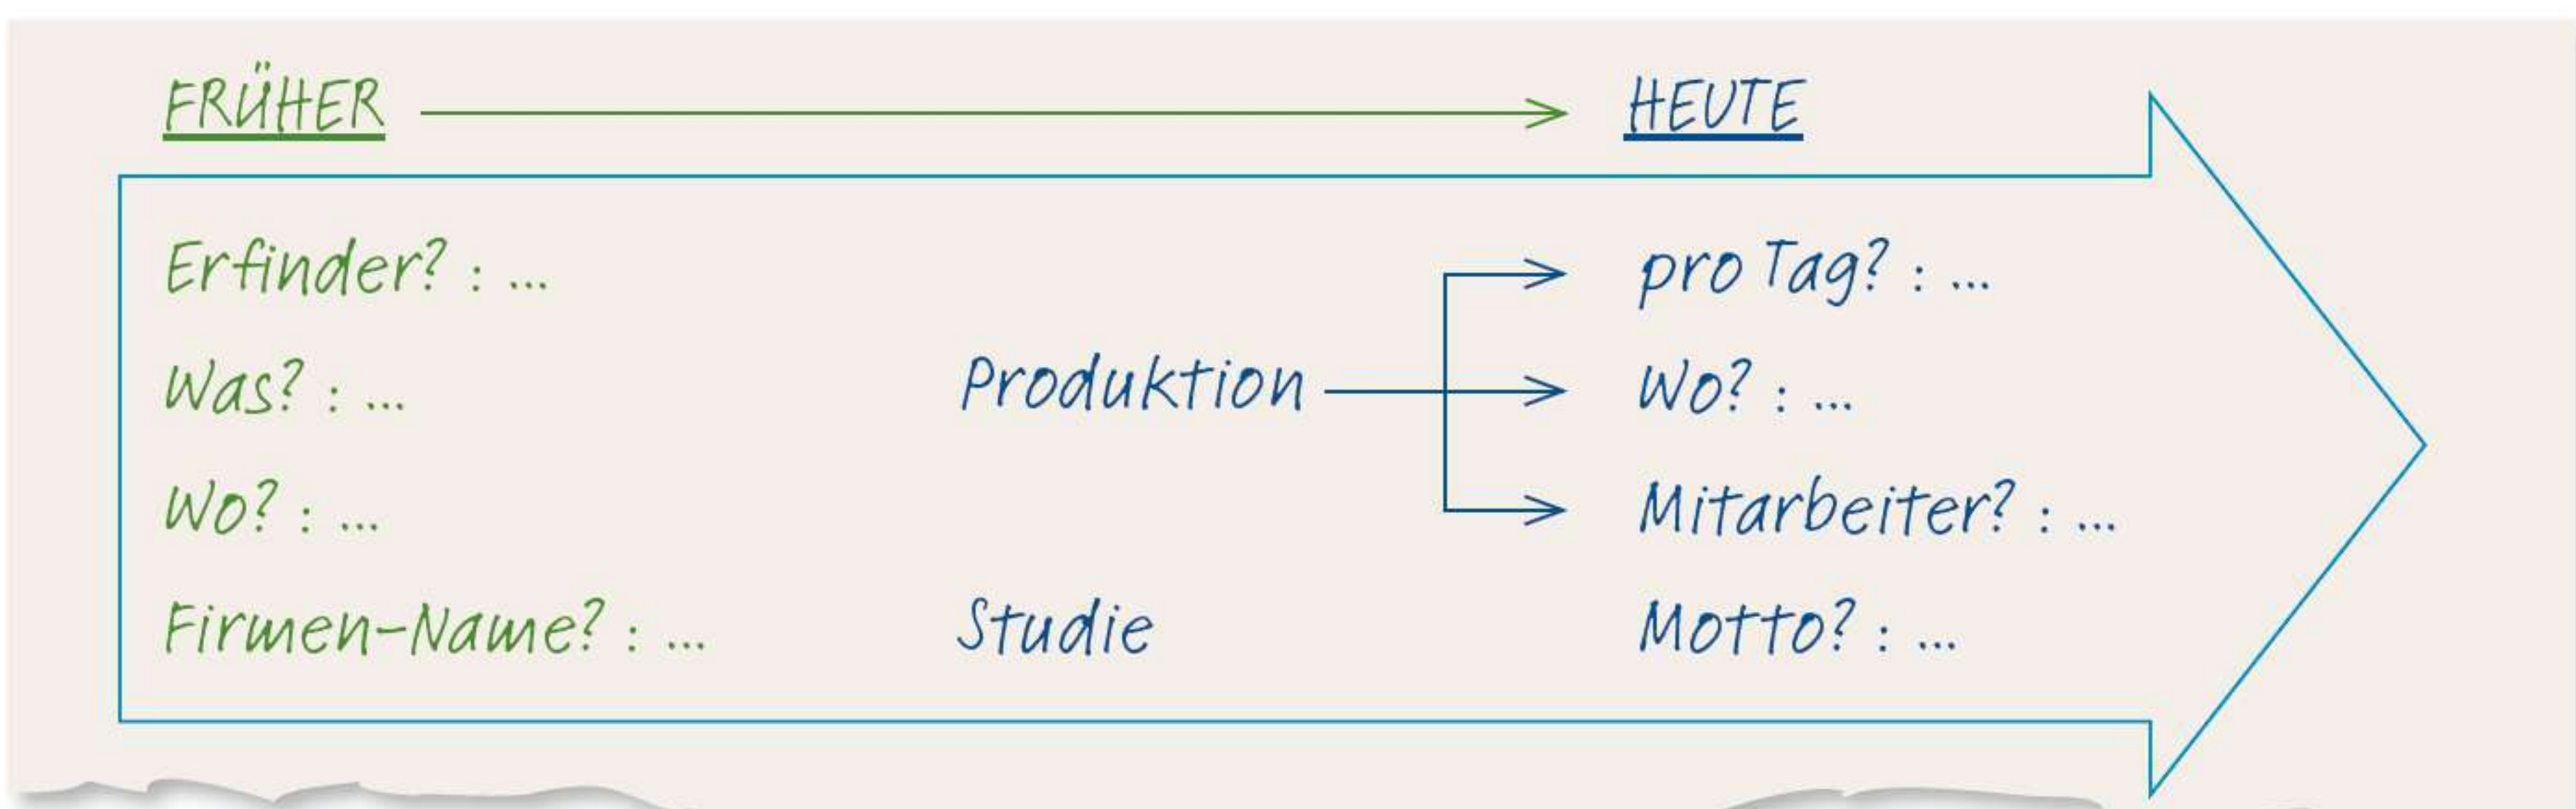 FRÜHER HEUTE
Erfinder? : ... pro Tag? : ...
Was? : ... Produktion Wo? : ...
Wo? : ... Mitarbeiter? : ...
Firmen-Name? : ... Studie Motto? : ...